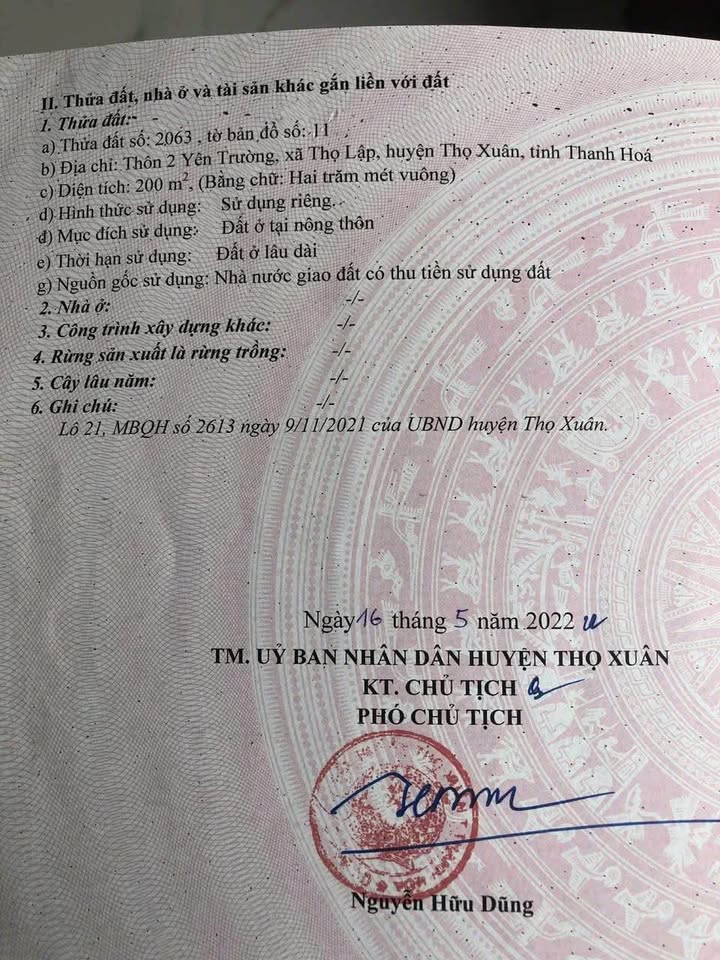 II. Thửa đất, nhà ở và tài sản khác gắn liền với đất
1. Thửa đất:
a) Thửa đất số: 2063 , tờ bản đồ số: 11
b) Địa chỉ: Thôn 2 Yên Trường, xã Thọ Lập, huyện Thọ Xuân, tỉnh Thanh Hoá
c) Diện tích: 200 m², (Bằng chữ: Hai trăm mét vuông)
d) Hình thức sử dụng: Sử dụng riêng.
đ) Mục đích sử dụng: Đất ở tại nông thôn
e) Thời hạn sử dụng: Đất ở lâu dài
g) Nguồn gốc sử dụng: Nhà nước giao đất có thu tiền sử dụng đất
2. Nhà ở: -/-
3. Công trình xây dựng khác: -/-
4. Rừng sản xuất là rừng trồng: -/-
5. Cây lâu năm: -/-
6. Ghi chú: -/-
Lô 21, MBQH số 2613 ngày 9/11/2021 của UBND huyện Thọ Xuân.
Ngày 16 tháng 5 năm 2022
TM. UỶ BAN NHÂN DÂN HUYỆN THỌ XUÂN
KT. CHỦ TỊCH
PHÓ CHỦ TỊCH
Nguyễn Hữu Dũng